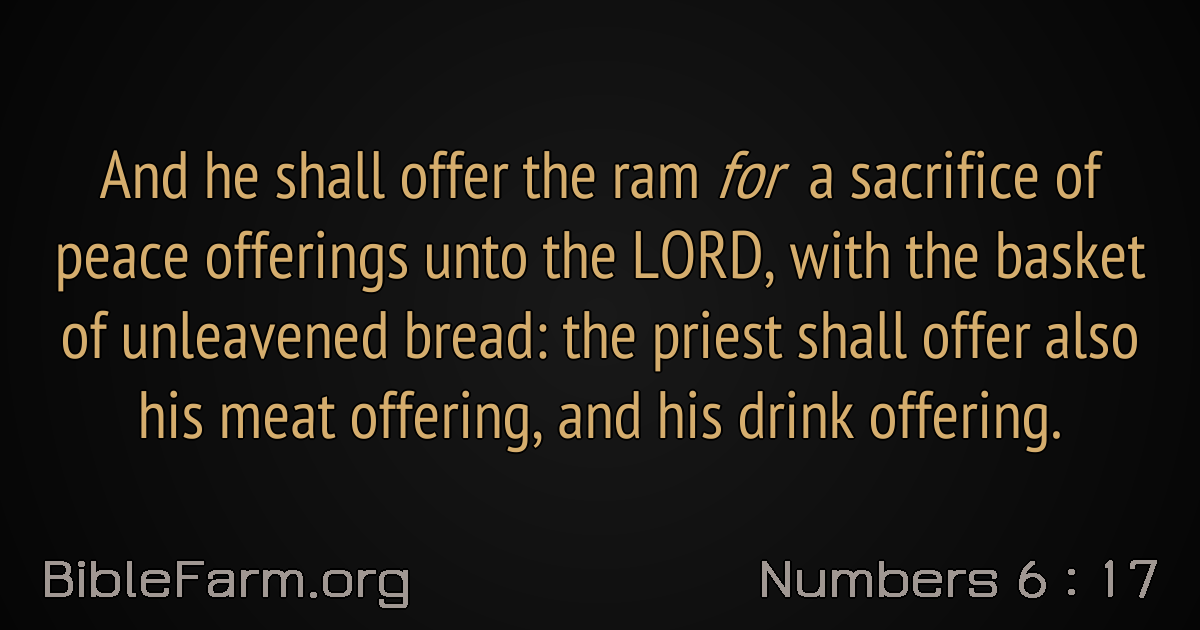 And he shall offer the ram for a sacrifice of
peace offerings unto the LORD, with the basket
of unleavened bread: the priest shall offer also
his meat offering, and his drink offering.
BibleFarm.org
Numbers 6 : 17